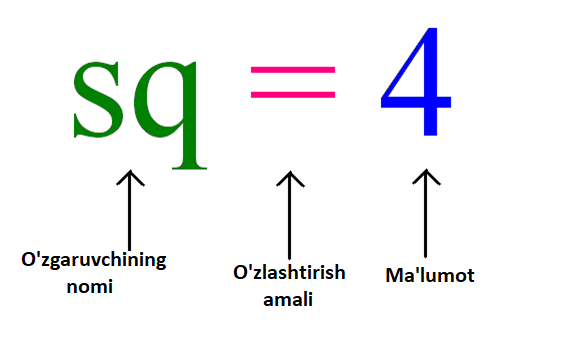 sq = 4
O'zgaruvchining
nomi
O'zlashtirish
amali
Ma'lumot